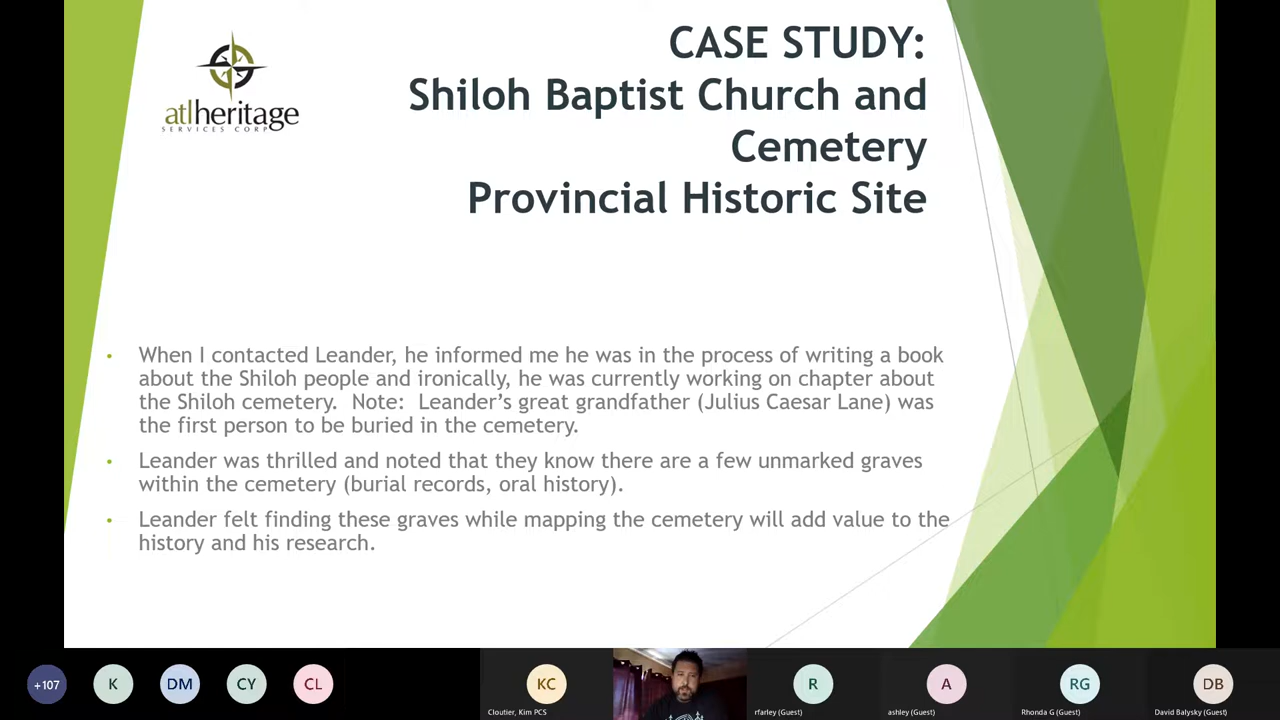 CASE STUDY:
Shiloh Baptist Church and
Cemetery
Provincial Historic Site
atlheritage
SERVICES CORP
• When I contacted Leander, he informed me he was in the process of writing a book
about the Shiloh people and ironically, he was currently working on chapter about
the Shiloh cemetery. Note: Leander’s great grandfather (Julius Caesar Lane) was
the first person to be buried in the cemetery.
• Leander was thrilled and noted that they know there are a few unmarked graves
within the cemetery (burial records, oral history).
• Leander felt finding these graves while mapping the cemetery will add value to the
history and his research.
+107
K
DM
CY
CL
KC
Cloutier, Kim PCS
R
rfarley (Guest)
A
ashley (Guest)
RG
Rhonda G (Guest)
DB
David Balysky (Guest)